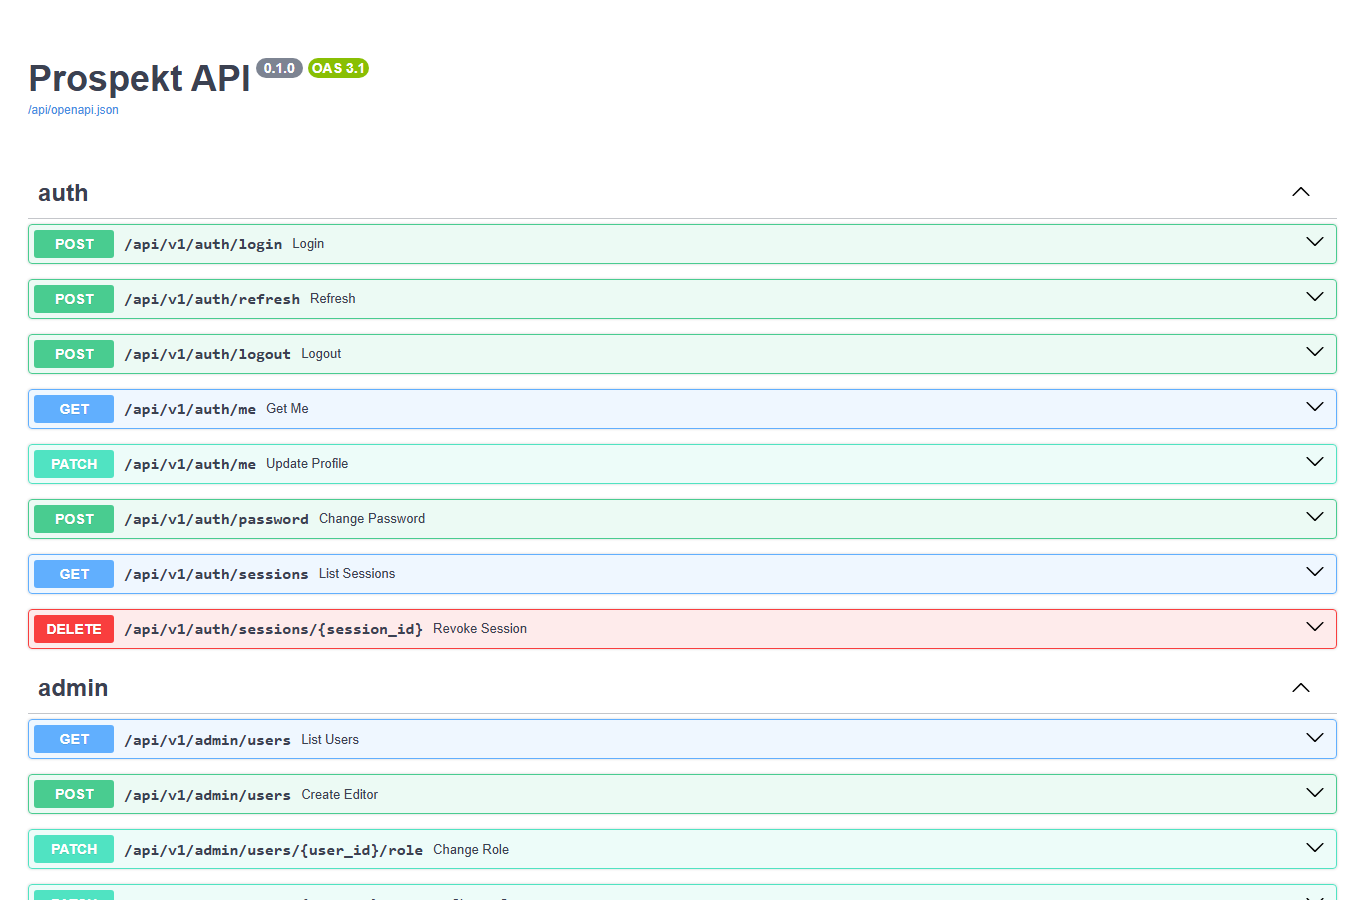 Prospekt API 0.1.0 OAS 3.1
/api/openapi.json
auth
POST /api/v1/auth/login Login
POST /api/v1/auth/refresh Refresh
POST /api/v1/auth/logout Logout
GET /api/v1/auth/me Get Me
PATCH /api/v1/auth/me Update Profile
POST /api/v1/auth/password Change Password
GET /api/v1/auth/sessions List Sessions
DELETE /api/v1/auth/sessions/{session_id} Revoke Session
admin
GET /api/v1/admin/users List Users
POST /api/v1/admin/users Create Editor
PATCH /api/v1/admin/users/{user_id}/role Change Role
PATCH